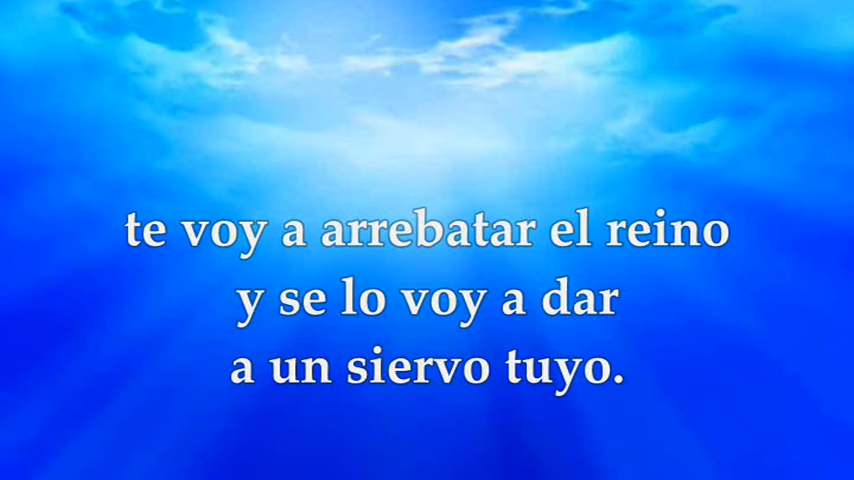 te voy a arrebatar el reino
y se lo voy a dar
a un siervo tuyo.